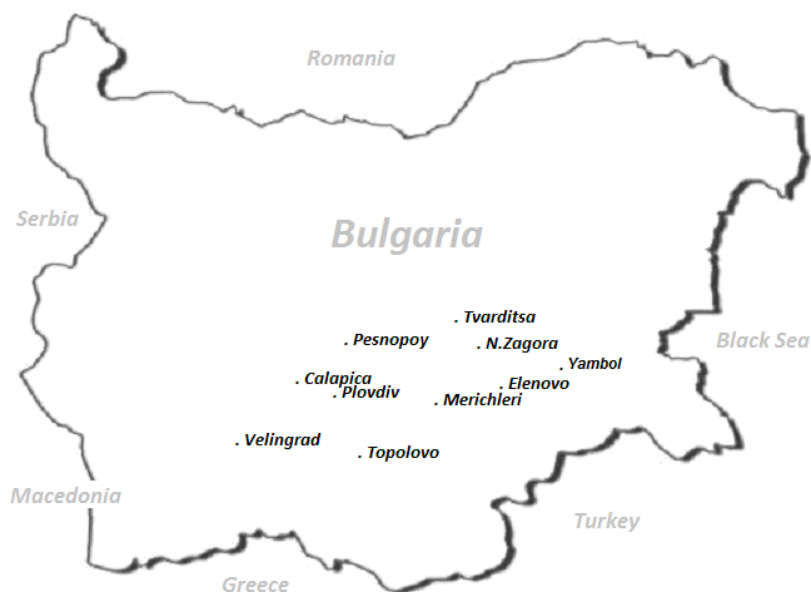 Romania
Serbia
Bulgaria
. Tvarditsa
. Pesnopoy
. N.Zagora
Black Sea
. Yambol
. Calapica
. Elenovo
. Plovdiv
. Merichleri
. Velingrad
. Topolovo
Macedonia
Turkey
Greece